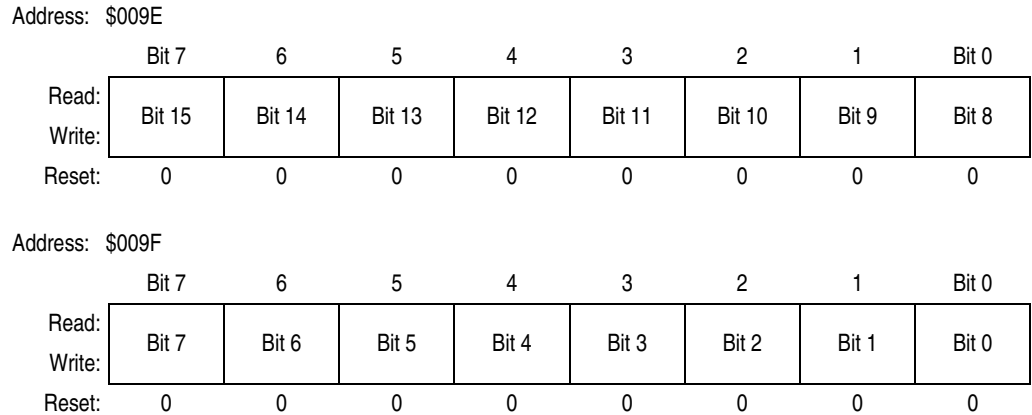 Address: $009E
Bit 7 6 5 4 3 2 1 Bit 0
Read:
Bit 15 Bit 14 Bit 13 Bit 12 Bit 11 Bit 10 Bit 9 Bit 8
Write:
Reset: 0 0 0 0 0 0 0 0
Address: $009F
Bit 7 6 5 4 3 2 1 Bit 0
Read:
Bit 7 Bit 6 Bit 5 Bit 4 Bit 3 Bit 2 Bit 1 Bit 0
Write:
Reset: 0 0 0 0 0 0 0 0